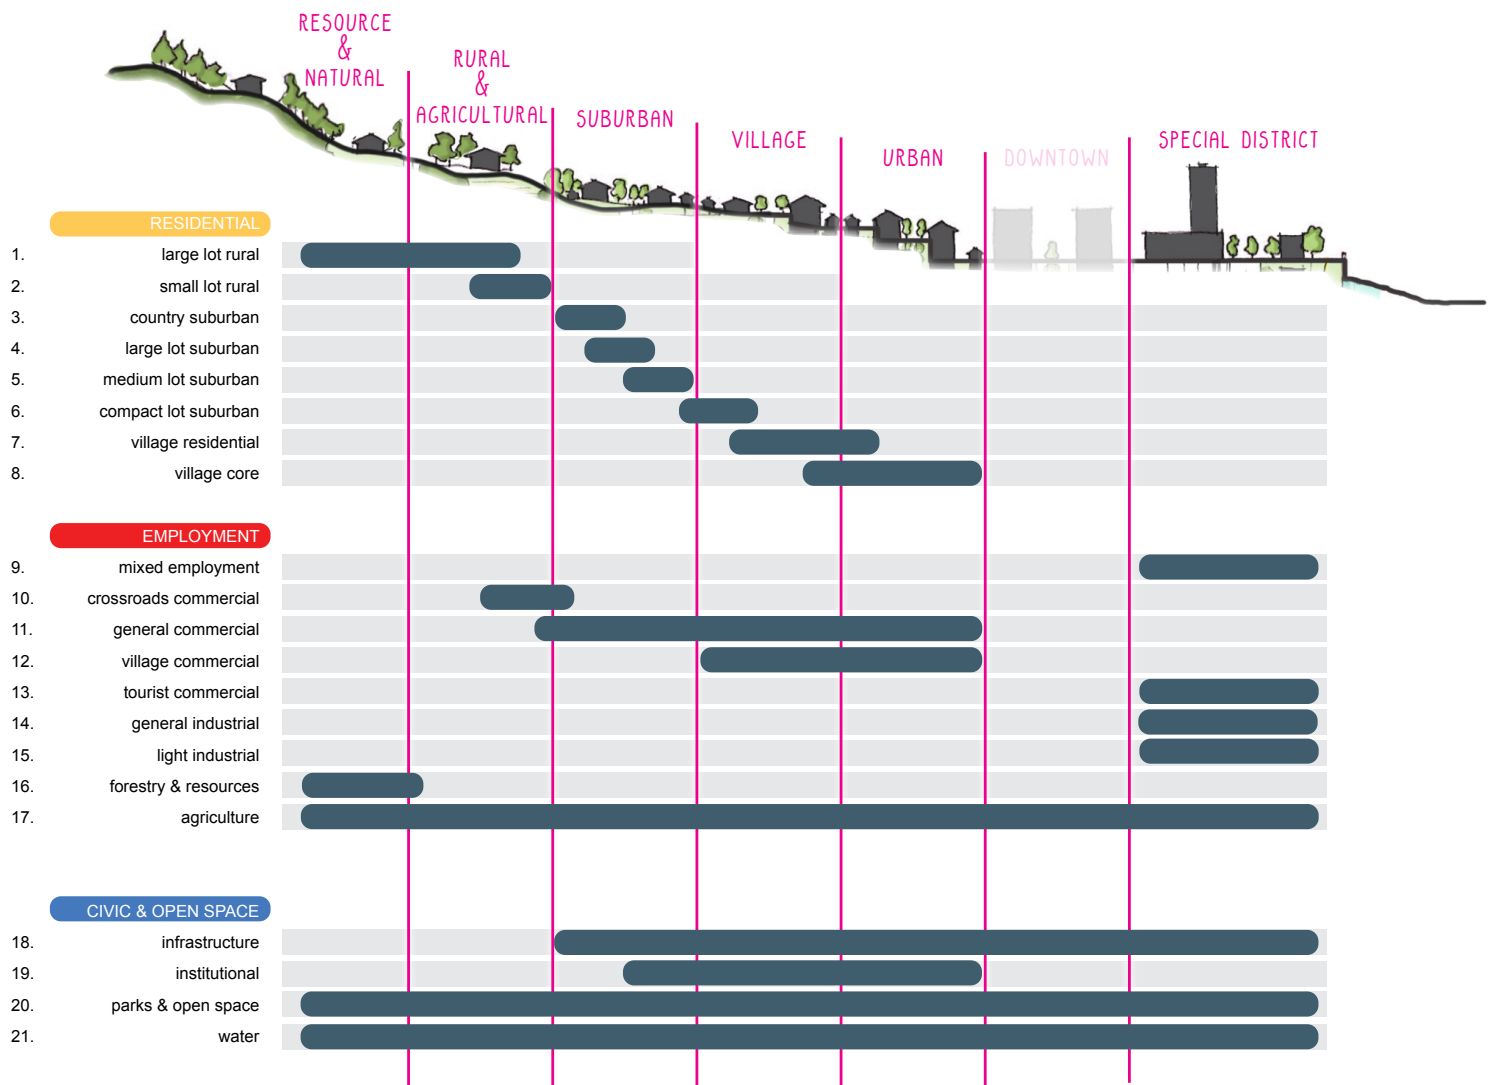 RESOURCE
&
NATURAL
RURAL
&
AGRICULTURAL
SUBURBAN
VILLAGE
URBAN
DOWNTOWN
SPECIAL DISTRICT
RESIDENTIAL
1. large lot rural
2. small lot rural
3. country suburban
4. large lot suburban
5. medium lot suburban
6. compact lot suburban
7. village residential
8. village core
EMPLOYMENT
9. mixed employment
10. crossroads commercial
11. general commercial
12. village commercial
13. tourist commercial
14. general industrial
15. light industrial
16. forestry & resources
17. agriculture
CIVIC & OPEN SPACE
18. infrastructure
19. institutional
20. parks & open space
21. water